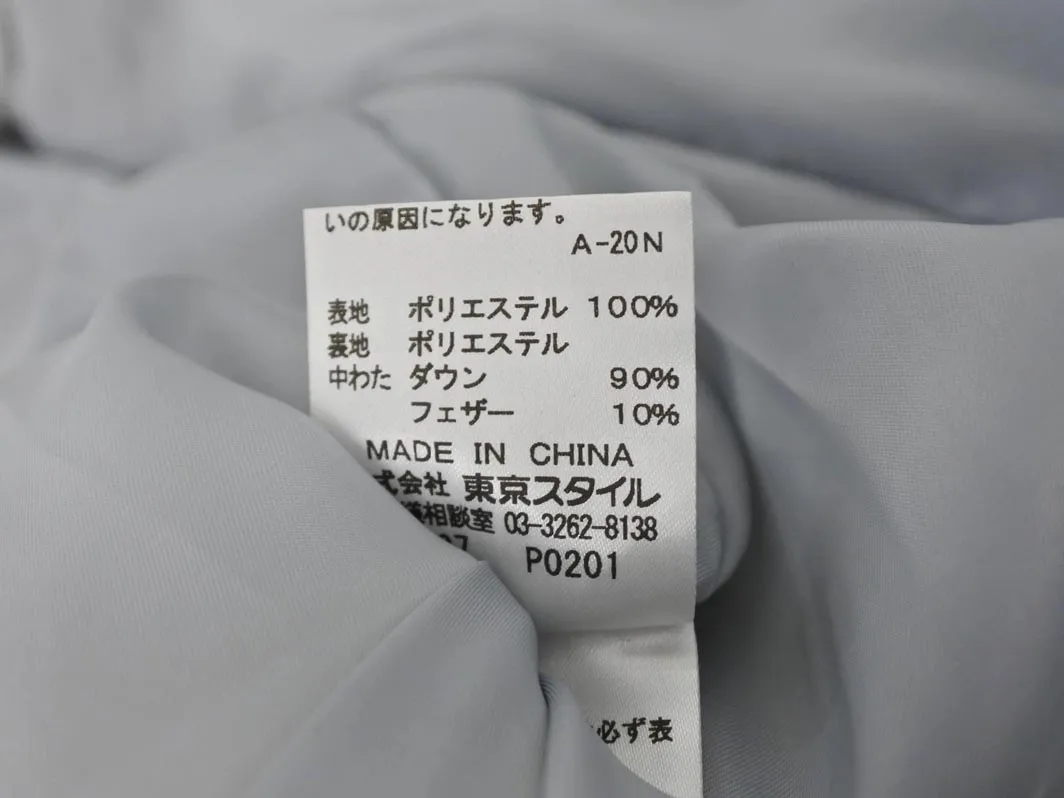 いの原因になります。
A-20N
表地 ポリエステル 100%
裏地 ポリエステル
中わた ダウン 90%
フェザー 10%
MADE IN CHINA
式会社 東京スタイル
様相談室 03-3262-8138
P0201
必ず表